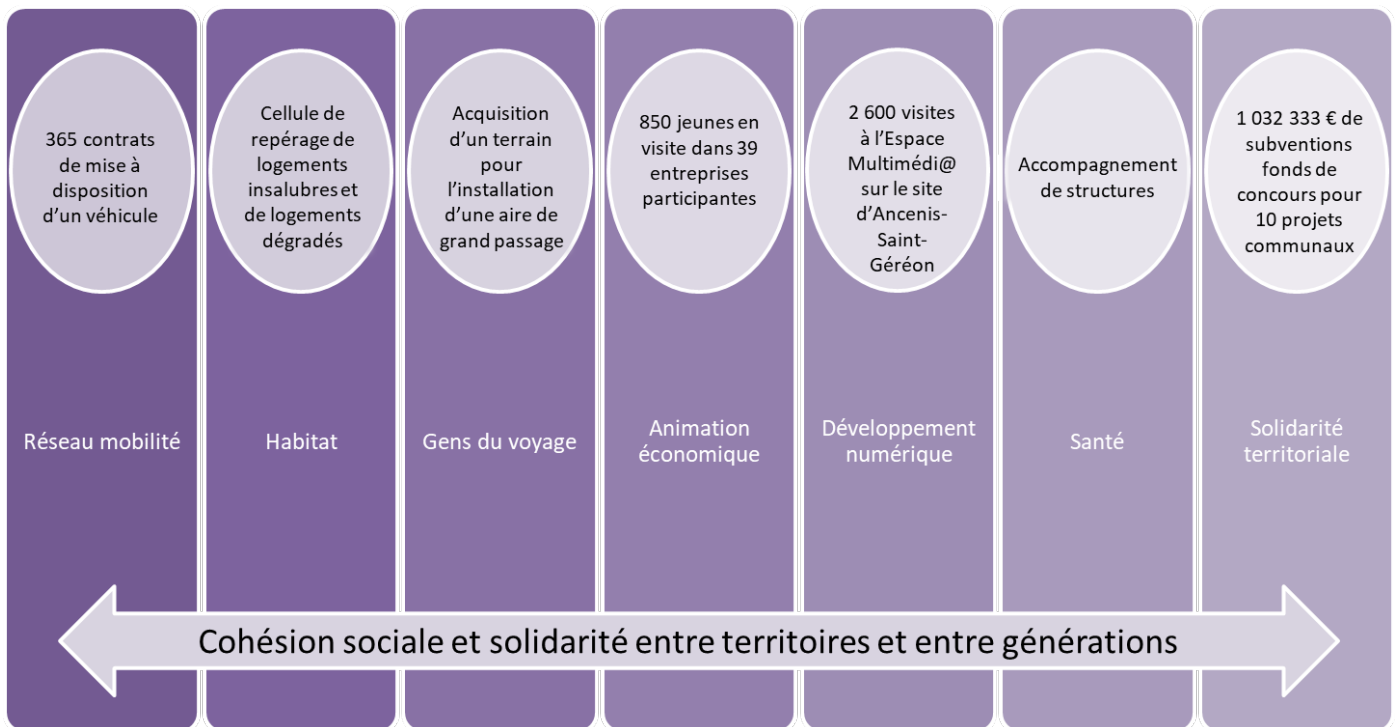 365 contrats
de mise à
disposition
d'un véhicule
Cellule de
repérage de
logements
insalubres et
de logements
dégradés
Acquisition
d'un terrain
pour
l'installation
d'une aire de
grand passage
850 jeunes en
visite dans 39
entreprises
participantes
2 600 visites
à l'Espace
Multimédi@
sur le site
d'Ancenis-
Saint-
Géréon
Accompagnement
de structures
1 032 333 € de
subventions
fonds de
concours pour
10 projets
communaux
Réseau mobilité
Habitat
Gens du voyage
Animation
économique
Développement
numérique
Santé
Solidarité
territoriale
Cohésion sociale et solidarité entre territoires et entre générations